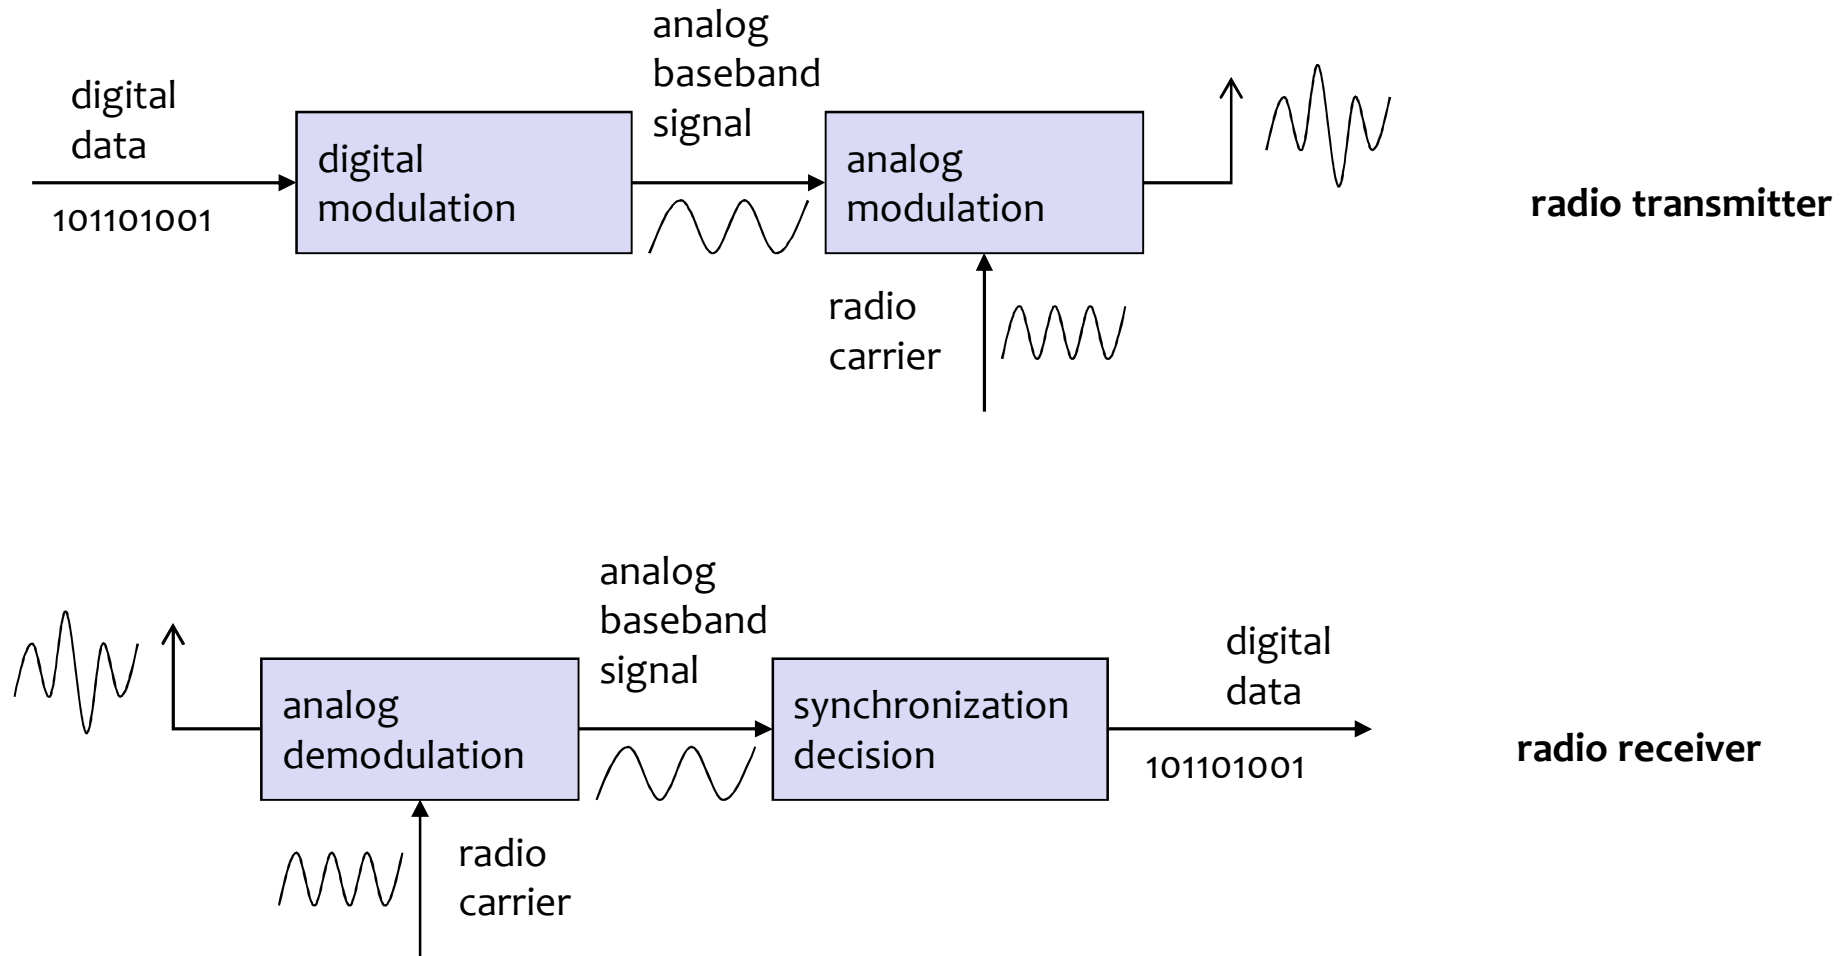 analog
baseband
signal
digital
data
101101001
digital
modulation
analog
modulation
radio
carrier
radio transmitter
analog
baseband
signal
analog
demodulation
synchronization
decision
digital
data
101101001
radio
carrier
radio receiver